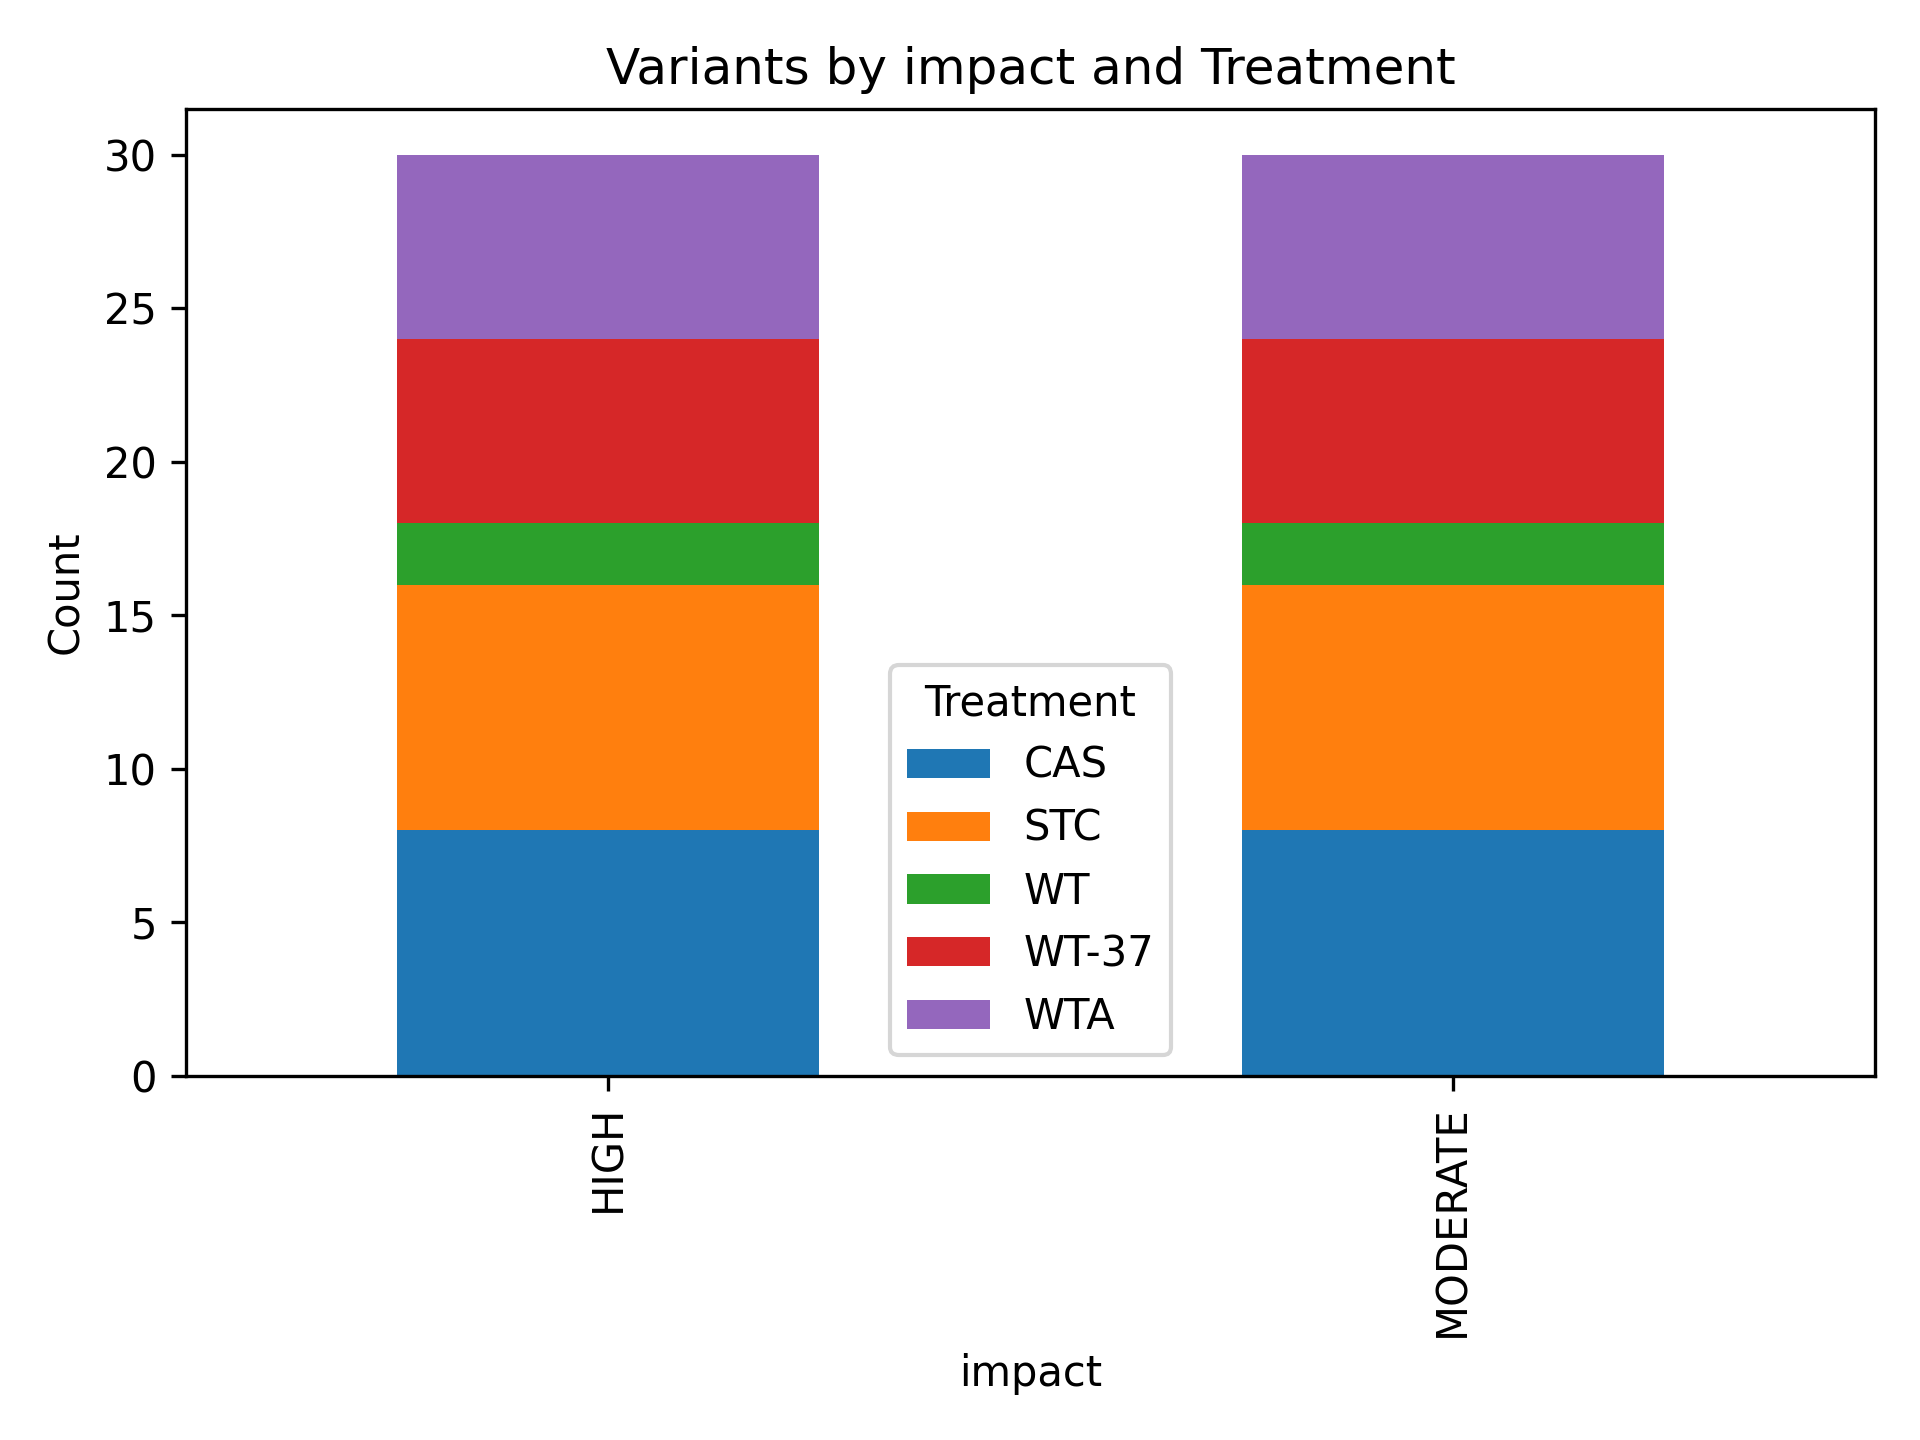 Variants by impact and Treatment
30
25
20
15
10
5
0
Count
Treatment
CAS
STC
WT
WT-37
WTA
HIGH
MODERATE
impact